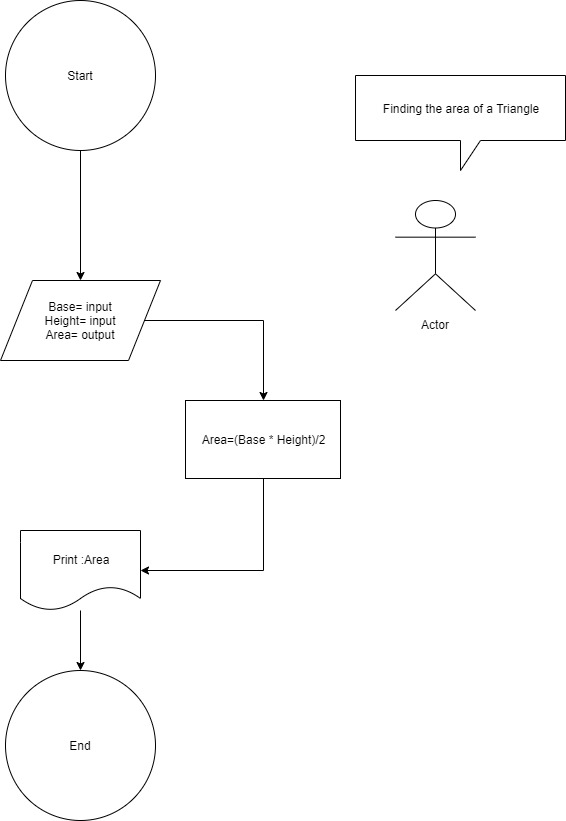 Start
Finding the area of a Triangle
Actor
Base= input
Height= input
Area= output
Area=(Base * Height)/2
Print :Area
End